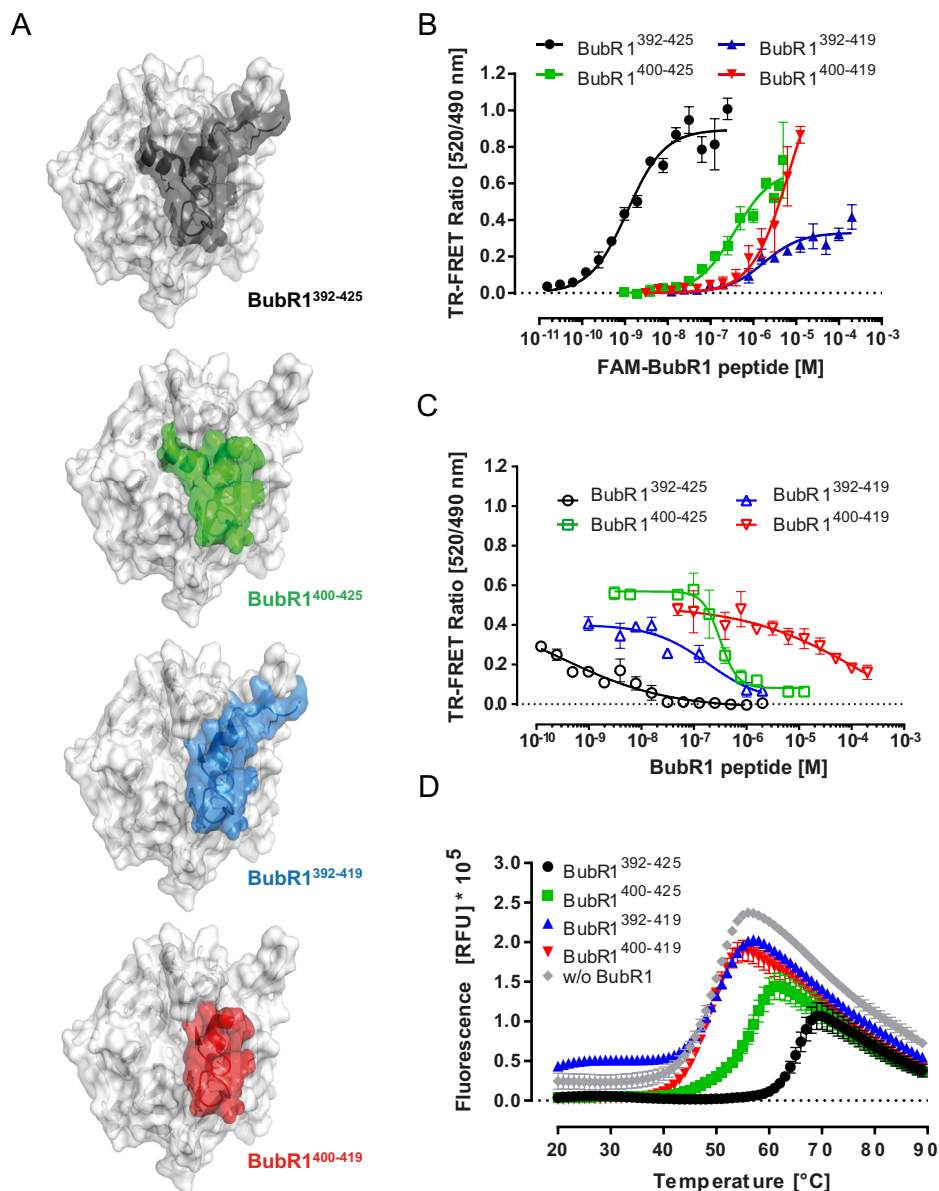 A
BubR1³⁹²⁻⁴²⁵
BubR1⁴⁰⁰⁻⁴²⁵
BubR1³⁹²⁻⁴¹⁹
BubR1⁴⁰⁰⁻⁴¹⁹
B
BubR1³⁹²⁻⁴²⁵ BubR1³⁹²⁻⁴¹⁹
BubR1⁴⁰⁰⁻⁴²⁵ BubR1⁴⁰⁰⁻⁴¹⁹
TR-FRET Ratio [520/490 nm]
1.2
1.0
0.8
0.6
0.4
0.2
0.0
10⁻¹¹ 10⁻¹⁰ 10⁻⁹ 10⁻⁸ 10⁻⁷ 10⁻⁶ 10⁻⁵ 10⁻⁴ 10⁻³
FAM-BubR1 peptide [M]
C
TR-FRET Ratio [520/490 nm]
1.2
1.0
0.8
0.6
0.4
0.2
0.0
BubR1³⁹²⁻⁴²⁵ BubR1³⁹²⁻⁴¹⁹
BubR1⁴⁰⁰⁻⁴²⁵ BubR1⁴⁰⁰⁻⁴¹⁹
10⁻¹⁰ 10⁻⁹ 10⁻⁸ 10⁻⁷ 10⁻⁶ 10⁻⁵ 10⁻⁴ 10⁻³
BubR1 peptide [M]
D
Fluorescence [RFU] * 10⁵
3.0
2.5
2.0
1.5
1.0
0.5
0.0
BubR1³⁹²⁻⁴²⁵
BubR1⁴⁰⁰⁻⁴²⁵
BubR1³⁹²⁻⁴¹⁹
BubR1⁴⁰⁰⁻⁴¹⁹
w/o BubR1
20 30 40 50 60 70 80 90
Temperature [°C]